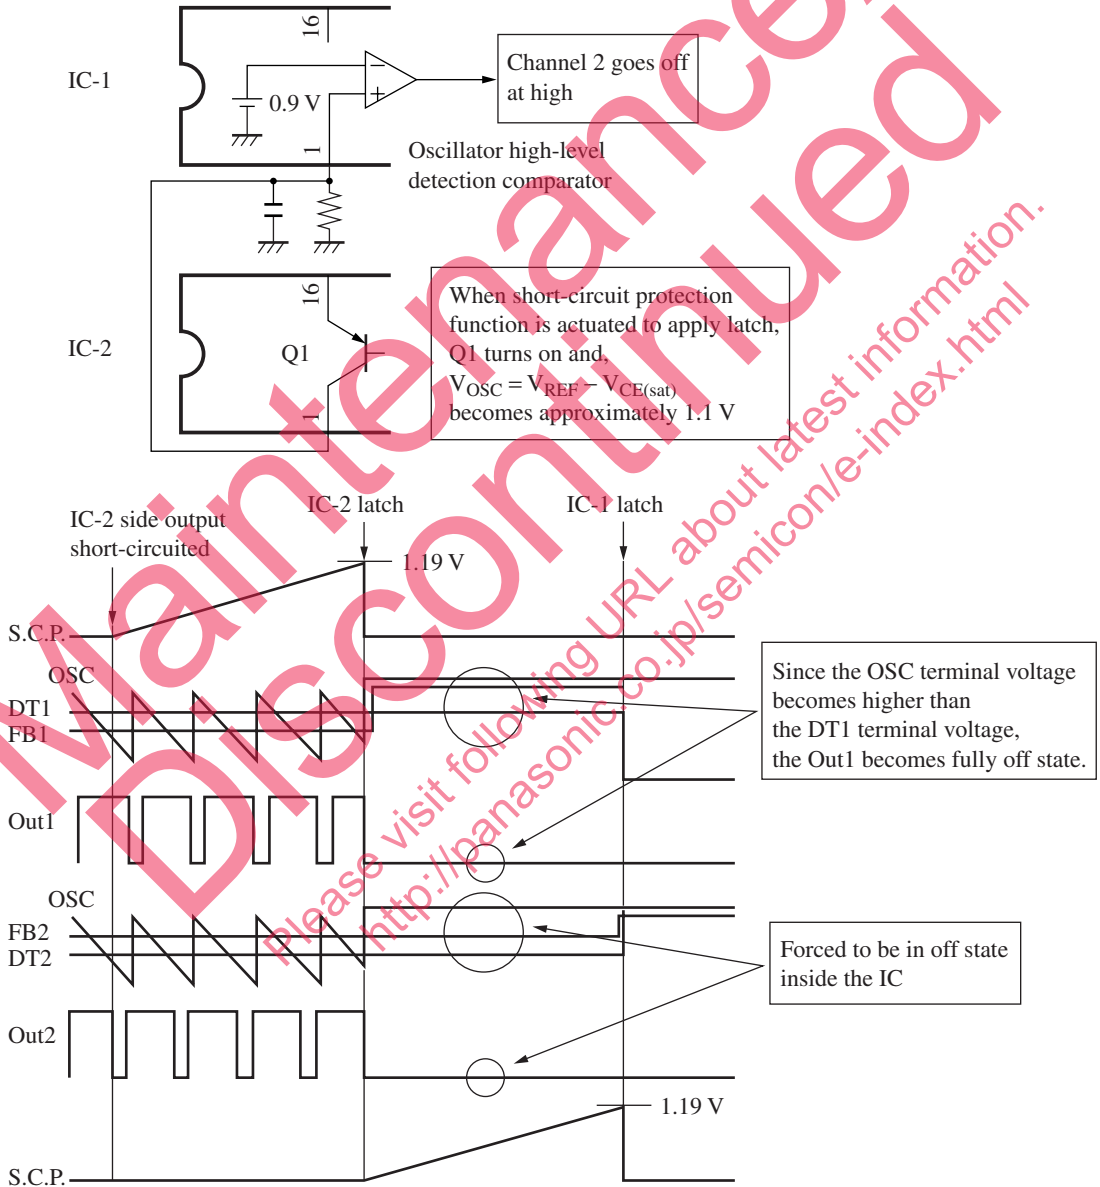 IC-1
16
0.9 V
1
Channel 2 goes off
at high
Oscillator high-level
detection comparator
IC-2
16
Q1
1
When short-circuit protection
function is actuated to apply latch,
Q1 turns on and,
VOSC = VREF − VCE(sat)
becomes approximately 1.1 V
IC-2 side output
short-circuited
IC-2 latch
IC-1 latch
1.19 V
S.C.P.
OSC
DT1
FB1
Since the OSC terminal voltage
becomes higher than
the DT1 terminal voltage,
the Out1 becomes fully off state.
Out1
OSC
FB2
DT2
Forced to be in off state
inside the IC
Out2
1.19 V
S.C.P.
Maintenance
Discontinued
Please visit following URL about latest information.
http://panasonic.co.jp/semicon/e-index.html